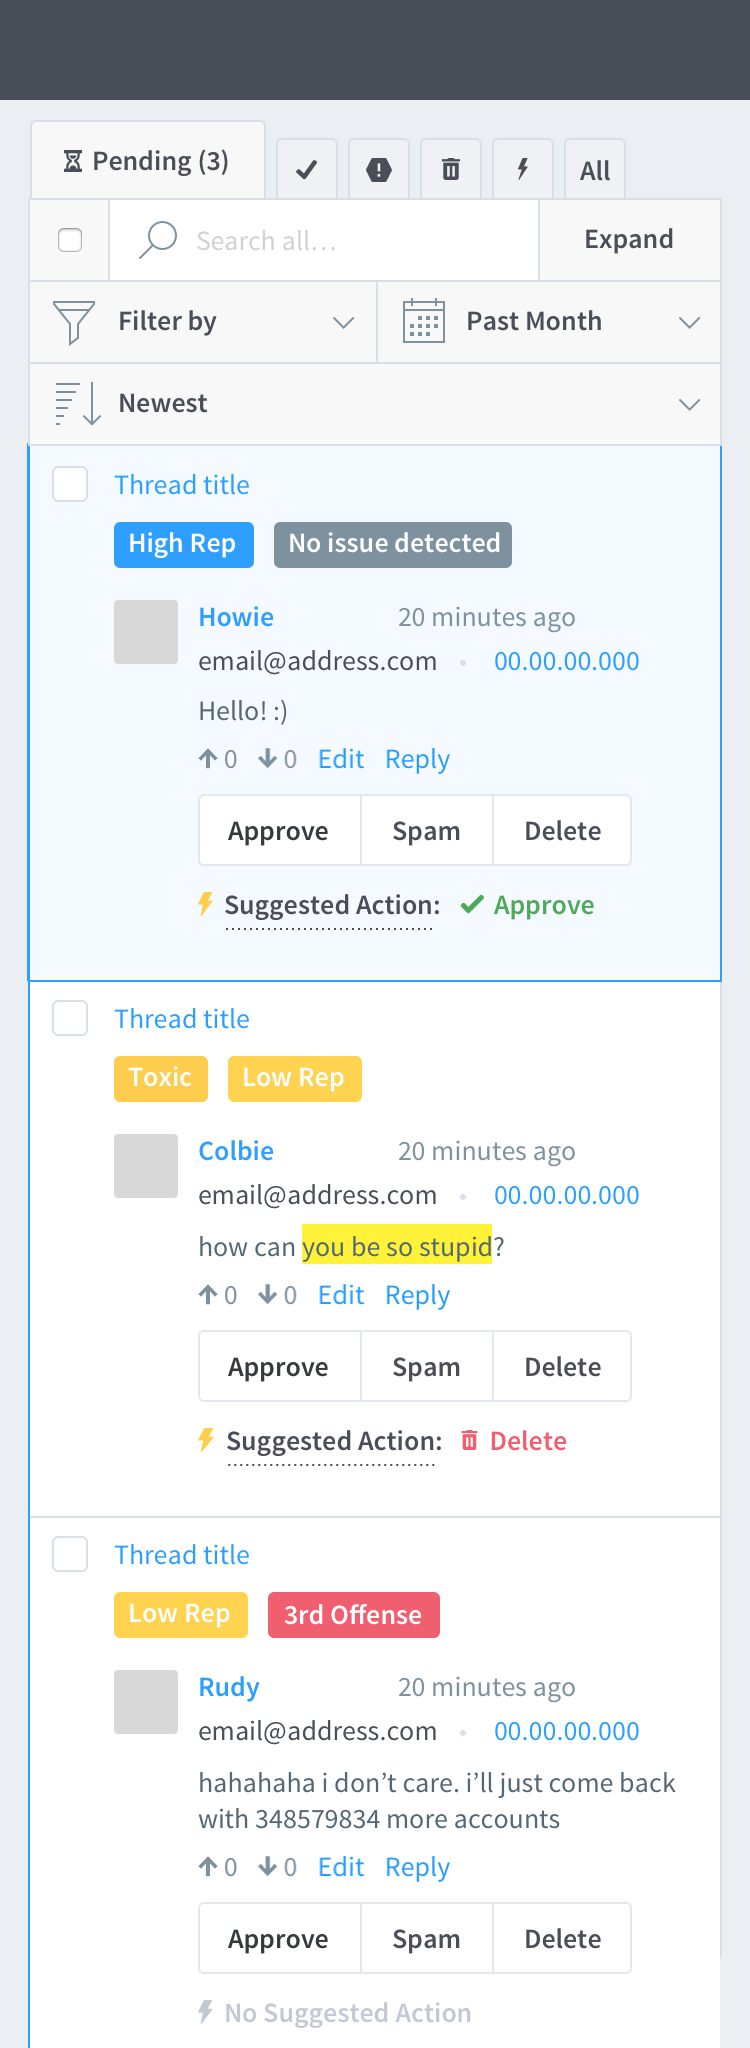 Pending (3)
All
Search all...
Expand
Filter by
Past Month
Newest
Thread title
High Rep
No issue detected
Howie
20 minutes ago
email@address.com • 00.00.00.000
Hello! :)
0 0 Edit Reply
Approve Spam Delete
Suggested Action: Approve
Thread title
Toxic
Low Rep
Colbie
20 minutes ago
email@address.com • 00.00.00.000
how can you be so stupid?
0 0 Edit Reply
Approve Spam Delete
Suggested Action: Delete
Thread title
Low Rep
3rd Offense
Rudy
20 minutes ago
email@address.com • 00.00.00.000
hahahaha i don’t care. i’ll just come back
with 348579834 more accounts
0 0 Edit Reply
Approve Spam Delete
No Suggested Action